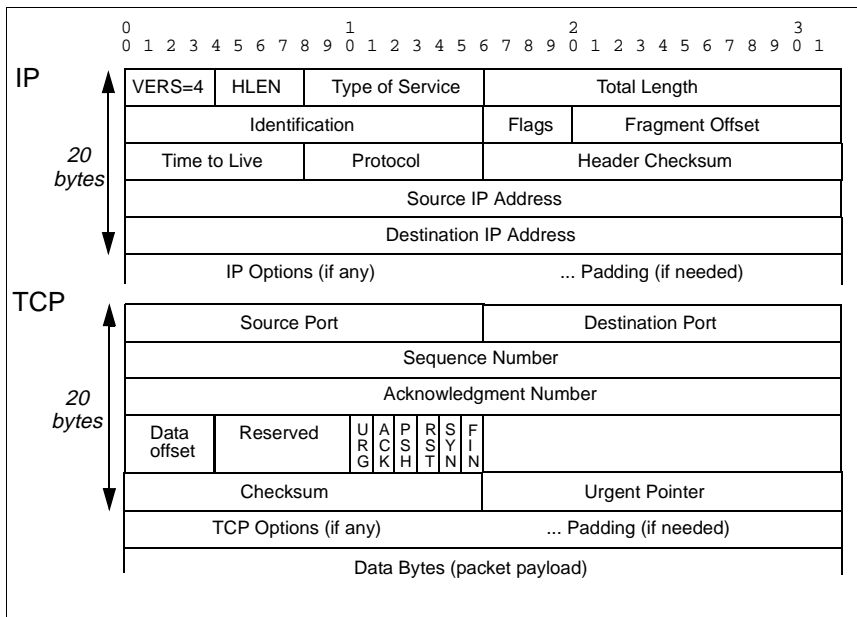 0 1 2 3
0 1 2 3 4 5 6 7 8 9 0 1 2 3 4 5 6 7 8 9 0 1 2 3 4 5 6 7 8 9 0 1
IP
VERS=4 HLEN Type of Service Total Length
Identification Flags Fragment Offset
20
bytes
Time to Live Protocol Header Checksum
Source IP Address
Destination IP Address
IP Options (if any) ... Padding (if needed)
TCP
Source Port Destination Port
Sequence Number
20
bytes
Acknowledgment Number
Data
offset
Reserved
URG
ACK
PSH
RST
SYN
FIN
Checksum Urgent Pointer
TCP Options (if any) ... Padding (if needed)
Data Bytes (packet payload)